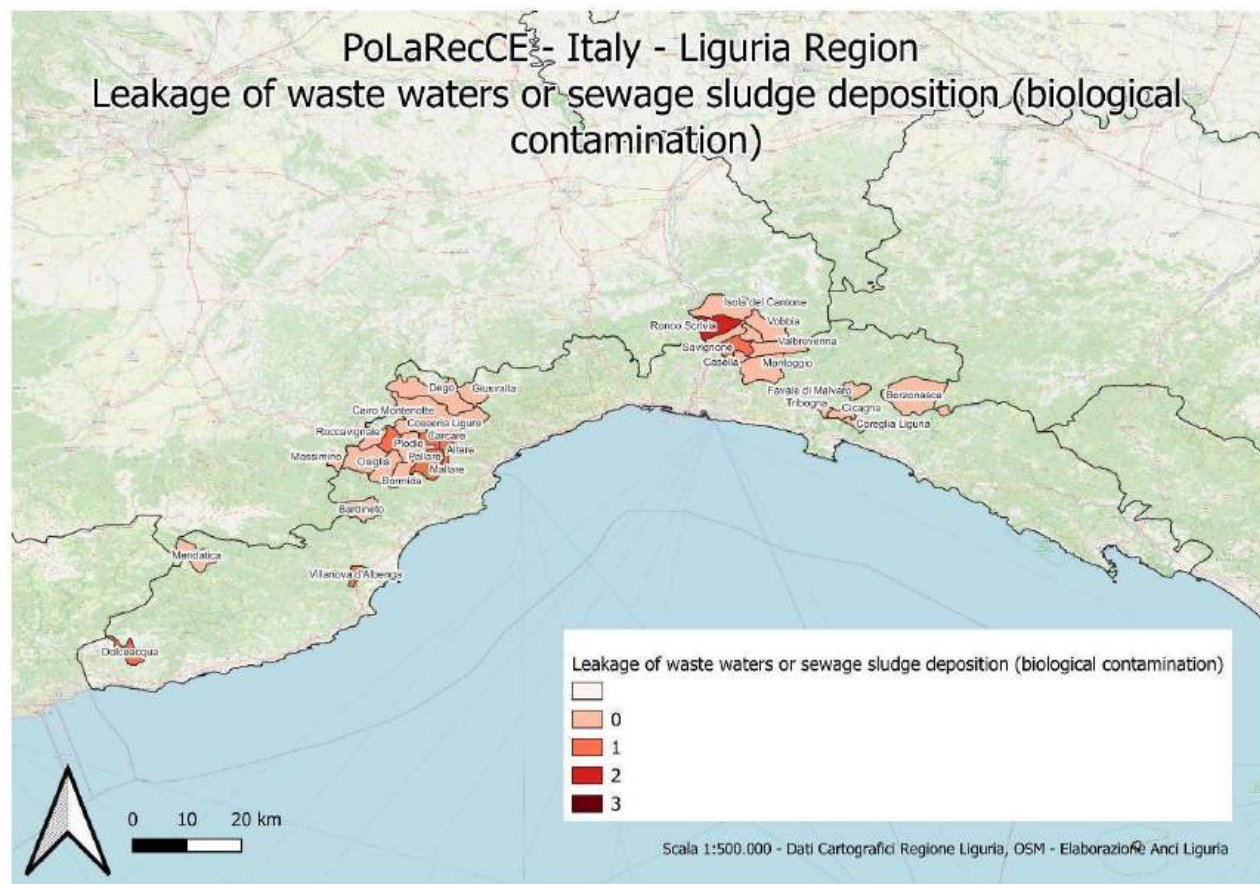 PoLaRecCE - Italy - Liguria Region
Leakage of waste waters or sewage sludge deposition (biological
contamination)
Isola del Cantone
Ronco Scrivia
Vobbia
Savignone
Valbrevenna
Casella
Montoggio
Favale di Malvaro
Tribogna
Cicagna
Borzonasca
Coreglia Ligure
Dego
Giusvalla
Cairo Montenotte
Cosseria Ligure
Roccavignale
Carcare
Plodio
Altare
Massimino
Osiglia
Pallare
Mallare
Bormida
Bardineto
Mendatica
Villanova d'Albenga
Dolceacqua
Leakage of waste waters or sewage sludge deposition (biological contamination)
0
1
2
3
0 10 20 km
Scala 1:500.000 - Dati Cartografici Regione Liguria, OSM - Elaborazione Anci Liguria